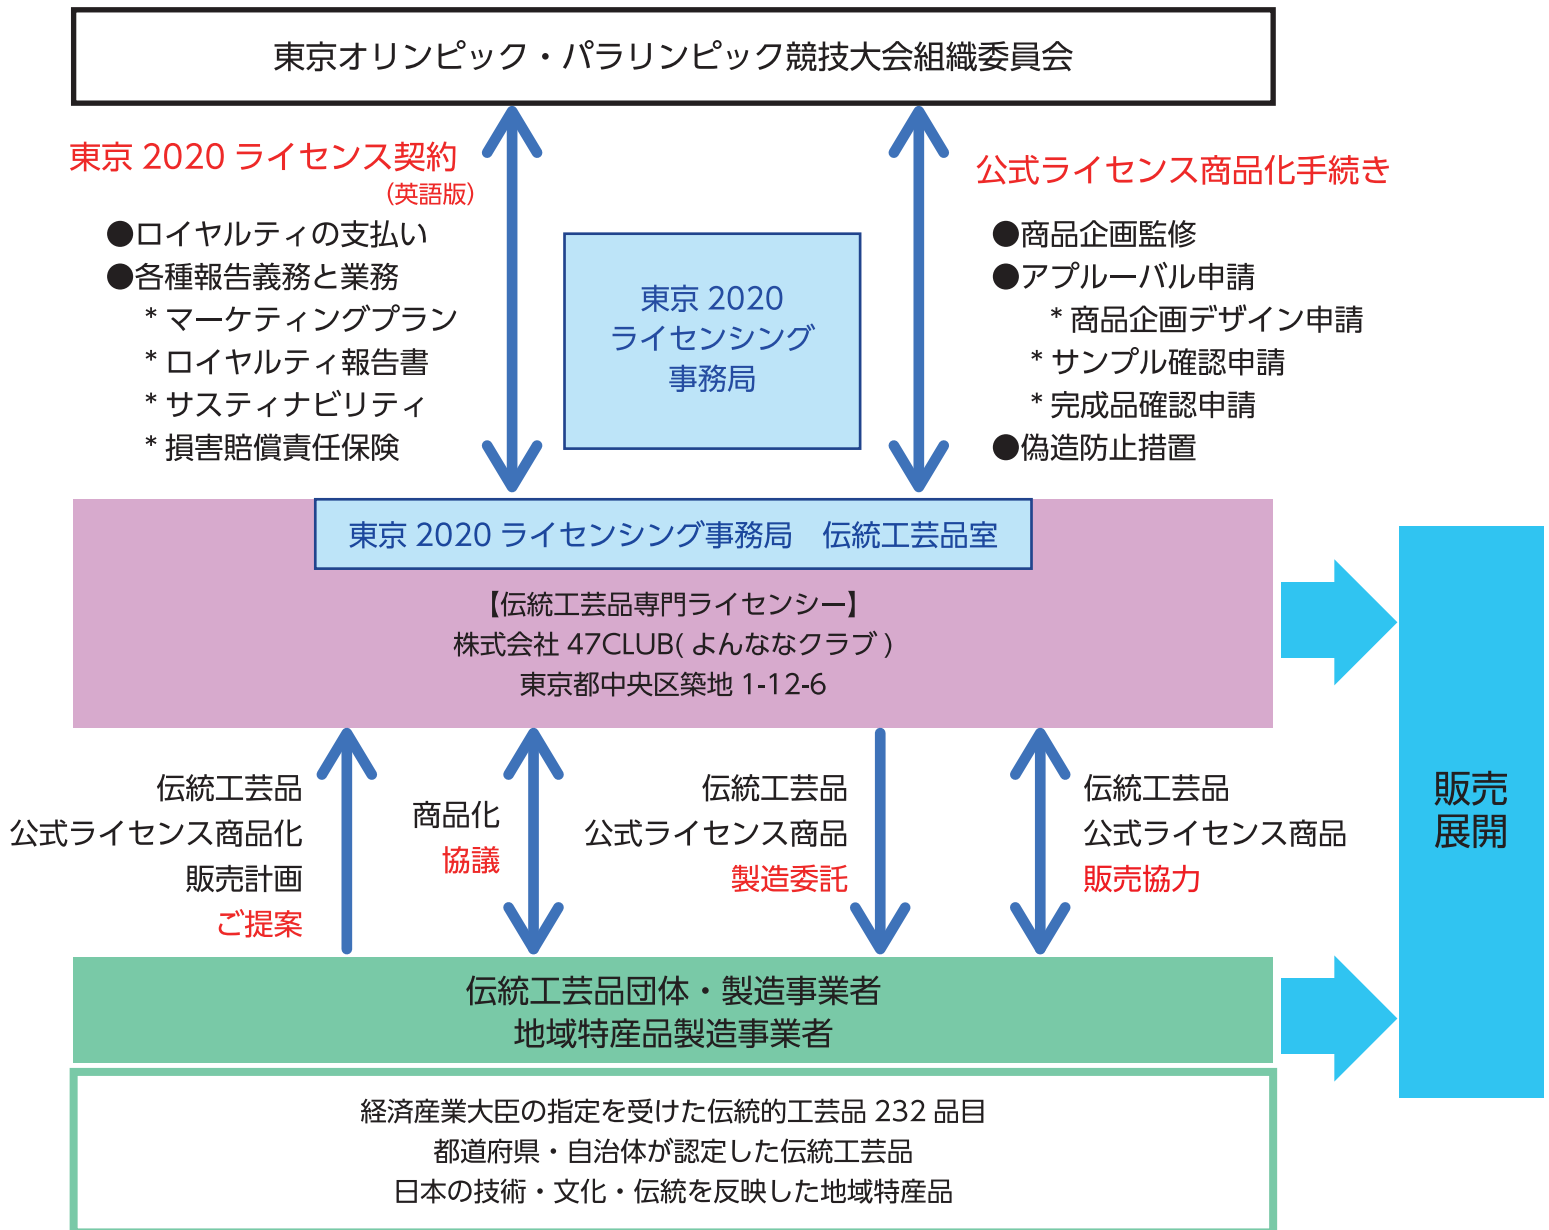 東京オリンピック・パラリンピック競技大会組織委員会
東京 2020 ライセンス契約
(英語版)
●ロイヤルティの支払い
●各種報告義務と業務
* マーケティングプラン
* ロイヤルティ報告書
* サスティナビリティ
* 損害賠償責任保険
東京 2020
ライセンシング
事務局
公式ライセンス商品化手続き
●商品企画監修
●アプルーバル申請
* 商品企画デザイン申請
* サンプル確認申請
* 完成品確認申請
●偽造防止措置
東京 2020 ライセンシング事務局　伝統工芸品室
【伝統工芸品専門ライセンシー】
株式会社 47CLUB( よんななクラブ )
東京都中央区築地 1-12-6
伝統工芸品
公式ライセンス商品化
販売計画
ご提案
商品化
協議
伝統工芸品
公式ライセンス商品
製造委託
伝統工芸品
公式ライセンス商品
販売協力
販売
展開
伝統工芸品団体・製造事業者
地域特産品製造事業者
経済産業大臣の指定を受けた伝統的工芸品 232 品目
都道府県・自治体が認定した伝統工芸品
日本の技術・文化・伝統を反映した地域特産品